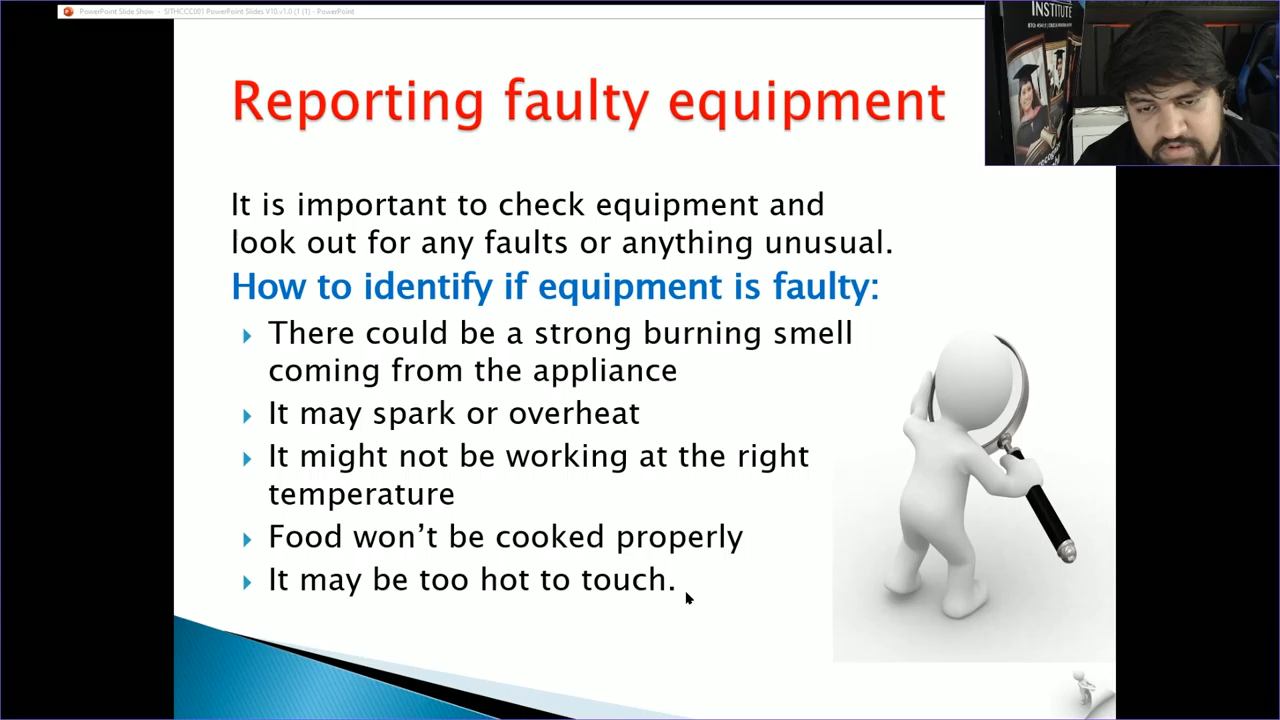 PowerPoint Slide Show - SITHCCC001 PowerPoint Slides V10.v1.0 (1 (1) - PowerPoint
INSTITUTE
Reporting faulty equipment
It is important to check equipment and
look out for any faults or anything unusual.
How to identify if equipment is faulty:
There could be a strong burning smell
coming from the appliance
It may spark or overheat
It might not be working at the right
temperature
Food won’t be cooked properly
It may be too hot to touch.